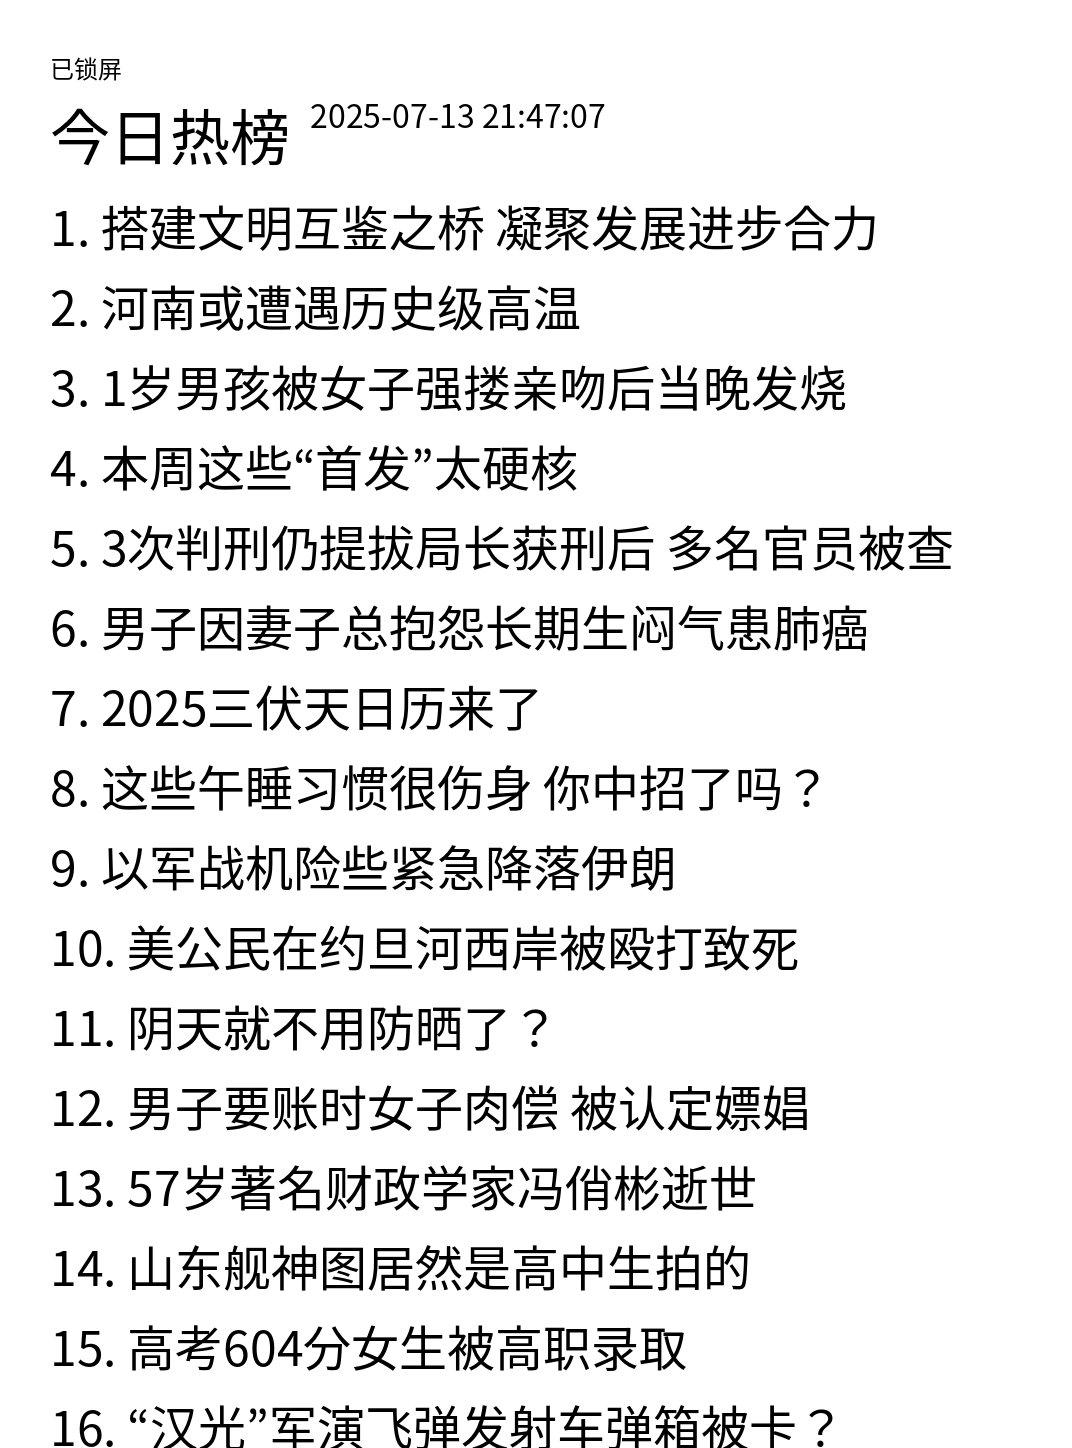 已锁屏
今日热榜 2025-07-13 21:47:07
1. 搭建文明互鉴之桥 凝聚发展进步合力
2. 河南或遭遇历史级高温
3. 1岁男孩被女子强搂亲吻后当晚发烧
4. 本周这些“首发”太硬核
5. 3次判刑仍提拔局长获刑后 多名官员被查
6. 男子因妻子总抱怨长期生闷气患肺癌
7. 2025三伏天日历来了
8. 这些午睡习惯很伤身 你中招了吗？
9. 以军战机险些紧急降落伊朗
10. 美公民在约旦河西岸被殴打致死
11. 阴天就不用防晒了？
12. 男子要账时女子肉偿 被认定嫖娼
13. 57岁著名财政学家冯俏彬逝世
14. 山东舰神图居然是高中生拍的
15. 高考604分女生被高职录取
16. “汉光”军演飞弹发射车弹箱被卡？